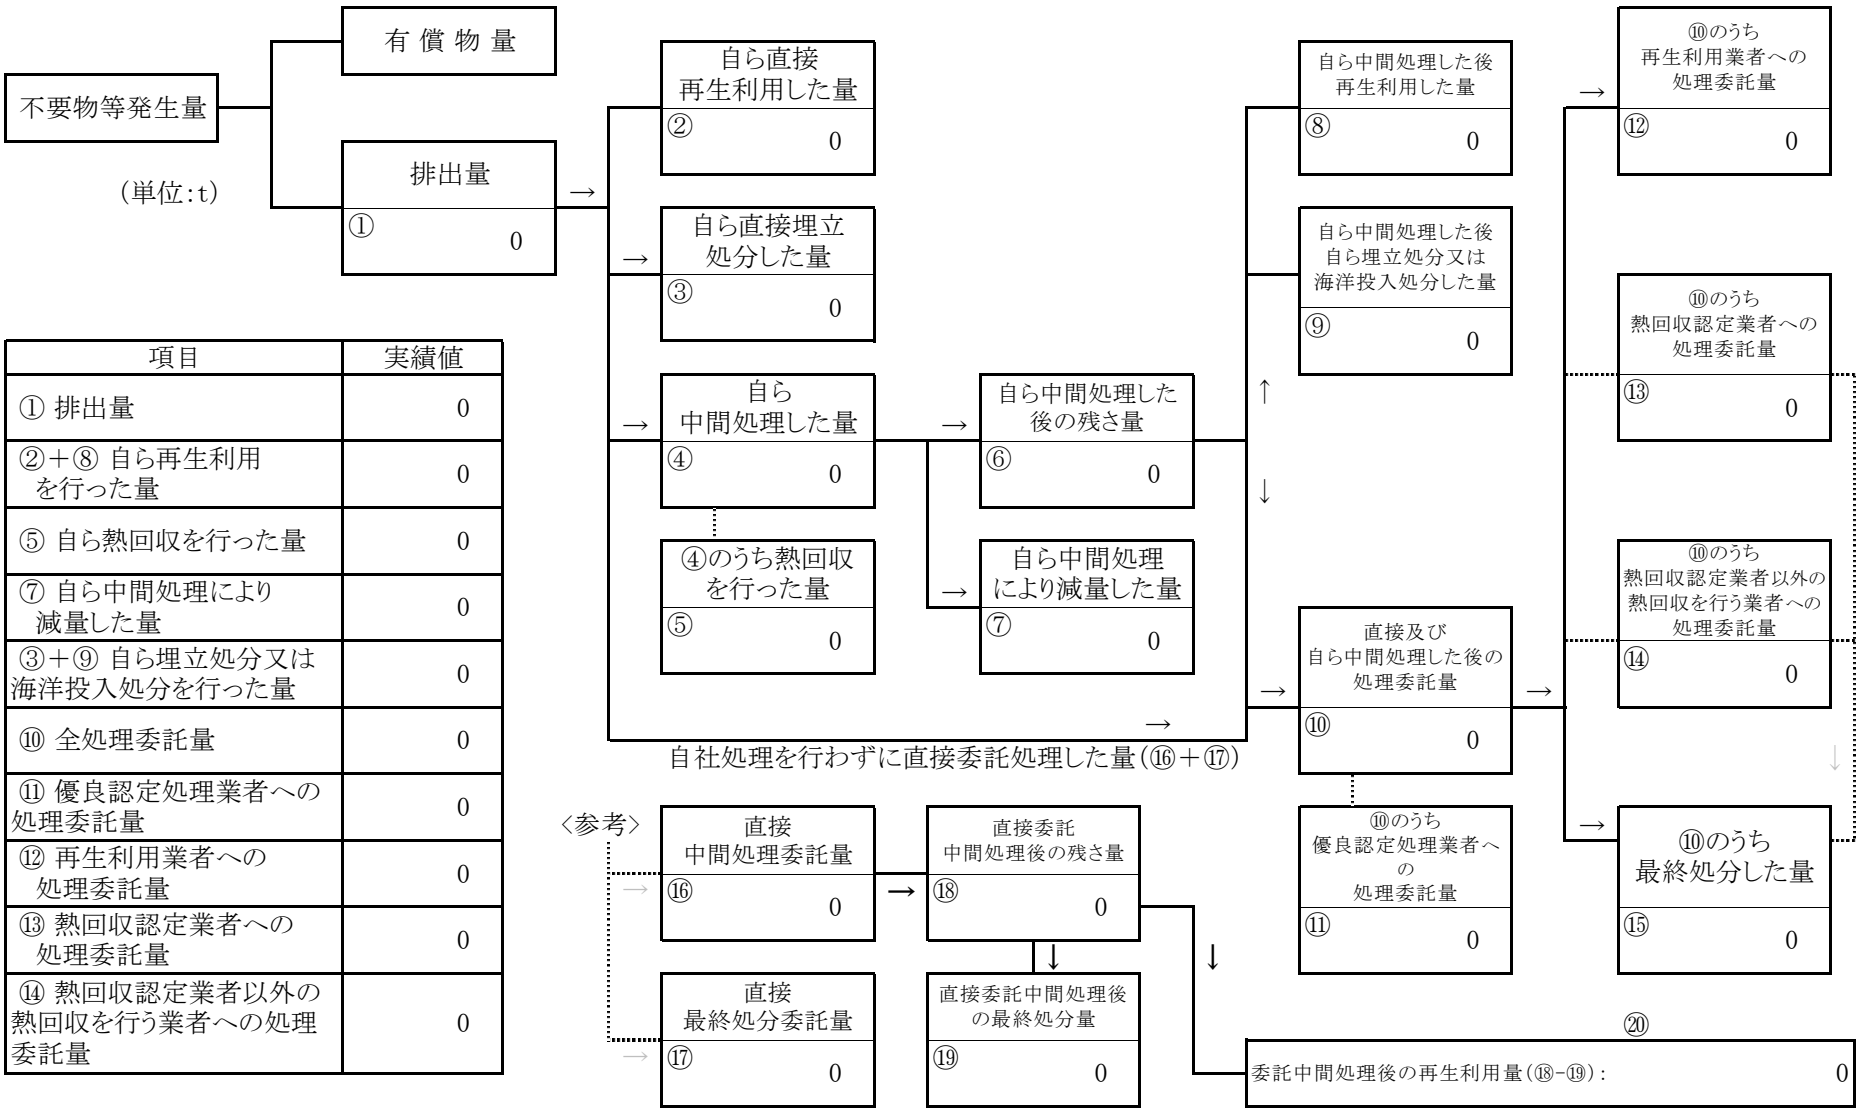 有 償 物 量
不要物等発生量
(単位:t)
排出量
①
0
→
自ら直接
再生利用した量
②
0
→
自ら直接埋立
処分した量
③
0
→
自ら
中間処理した量
④
0
④のうち熱回収
を行った量
⑤
0
→
自ら中間処理した
後の残さ量
⑥
0
→
自ら中間処理
により減量した量
⑦
0
→
自社処理を行わずに直接委託処理した量(⑯＋⑰)
↑
↓
自ら中間処理した後
再生利用した量
⑧
0
自ら中間処理した後
自ら埋立処分又は
海洋投入処分した量
⑨
0
→
直接及び
自ら中間処理した後の
処理委託量
⑩
0
⑩のうち
優良認定処理業者へ
の
処理委託量
⑪
0
→
→
⑩のうち
再生利用業者への
処理委託量
⑫
0
⑩のうち
熱回収認定業者への
処理委託量
⑬
0
⑩のうち
熱回収認定業者以外の
熱回収を行う業者への
処理委託量
⑭
0
↓
→
⑩のうち
最終処分した量
⑮
0
項目 実績値
① 排出量 0
②＋⑧ 自ら再生利用
を行った量
0
⑤ 自ら熱回収を行った量 0
⑦ 自ら中間処理により
減量した量
0
③＋⑨ 自ら埋立処分又は
海洋投入処分を行った量
0
⑩ 全処理委託量 0
⑪ 優良認定処理業者への
処理委託量
0
⑫ 再生利用業者への
処理委託量
0
⑬ 熱回収認定業者への
処理委託量
0
⑭ 熱回収認定業者以外の
熱回収を行う業者への処理
委託量
0
〈参考〉
→
直接
中間処理委託量
⑯
0
→
直接委託
中間処理後の残さ量
⑱
0
↓
↓
→
直接
最終処分委託量
⑰
0
直接委託中間処理後
の最終処分量
⑲
0
⑳
委託中間処理後の再生利用量(⑱-⑲)： 0